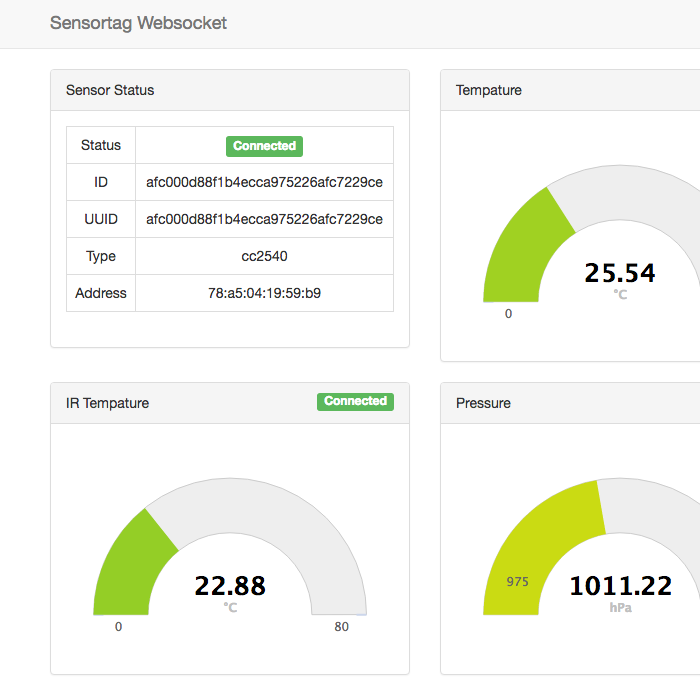 Sensortag Websocket
Sensor Status
Status Connected
ID afc000d88f1b4ecca975226afc7229ce
UUID afc000d88f1b4ecca975226afc7229ce
Type cc2540
Address 78:a5:04:19:59:b9
Tempature
25.54
°C
0
IR Tempature Connected
22.88
°C
0 80
Pressure
975 1011.22
hPa